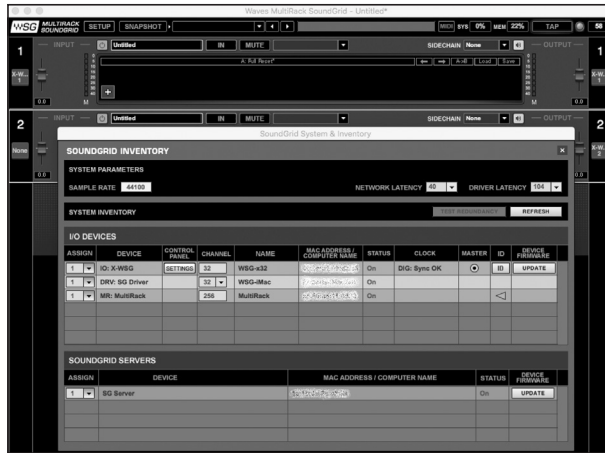 Waves MultiRack SoundGrid - Untitled*
WSG MULTIRACK SOUNDGRID SETUP SNAPSHOT MIDI SYS 0% MEM 22% TAP 58
1 INPUT Untitled IN MUTE SIDECHAIN None OUTPUT 1
A: Full Reset* A->B Load Save
X-W... 1
0.0 M M 0.0
2 INPUT Untitled IN MUTE SIDECHAIN None OUTPUT 2
SoundGrid System & Inventory
None SOUNDGRID INVENTORY X-W... 2
0.0 SYSTEM PARAMETERS 0.0
SAMPLE RATE 44100 NETWORK LATENCY 40 DRIVER LATENCY 104
SYSTEM INVENTORY TEST REDUNDANCY REFRESH
I/O DEVICES
ASSIGN DEVICE CONTROL PANEL CHANNEL NAME MAC ADDRESS / COMPUTER NAME STATUS CLOCK MASTER ID DEVICE FIRMWARE
1 IO: X-WSG SETTINGS 32 WSG-x32 On DIG: Sync OK ID UPDATE
1 DRV: SG Driver 32 WSG-iMac On
1 MR: MultiRack 256 MultiRack On
SOUNDGRID SERVERS
ASSIGN DEVICE MAC ADDRESS / COMPUTER NAME STATUS DEVICE FIRMWARE
1 SG Server On UPDATE